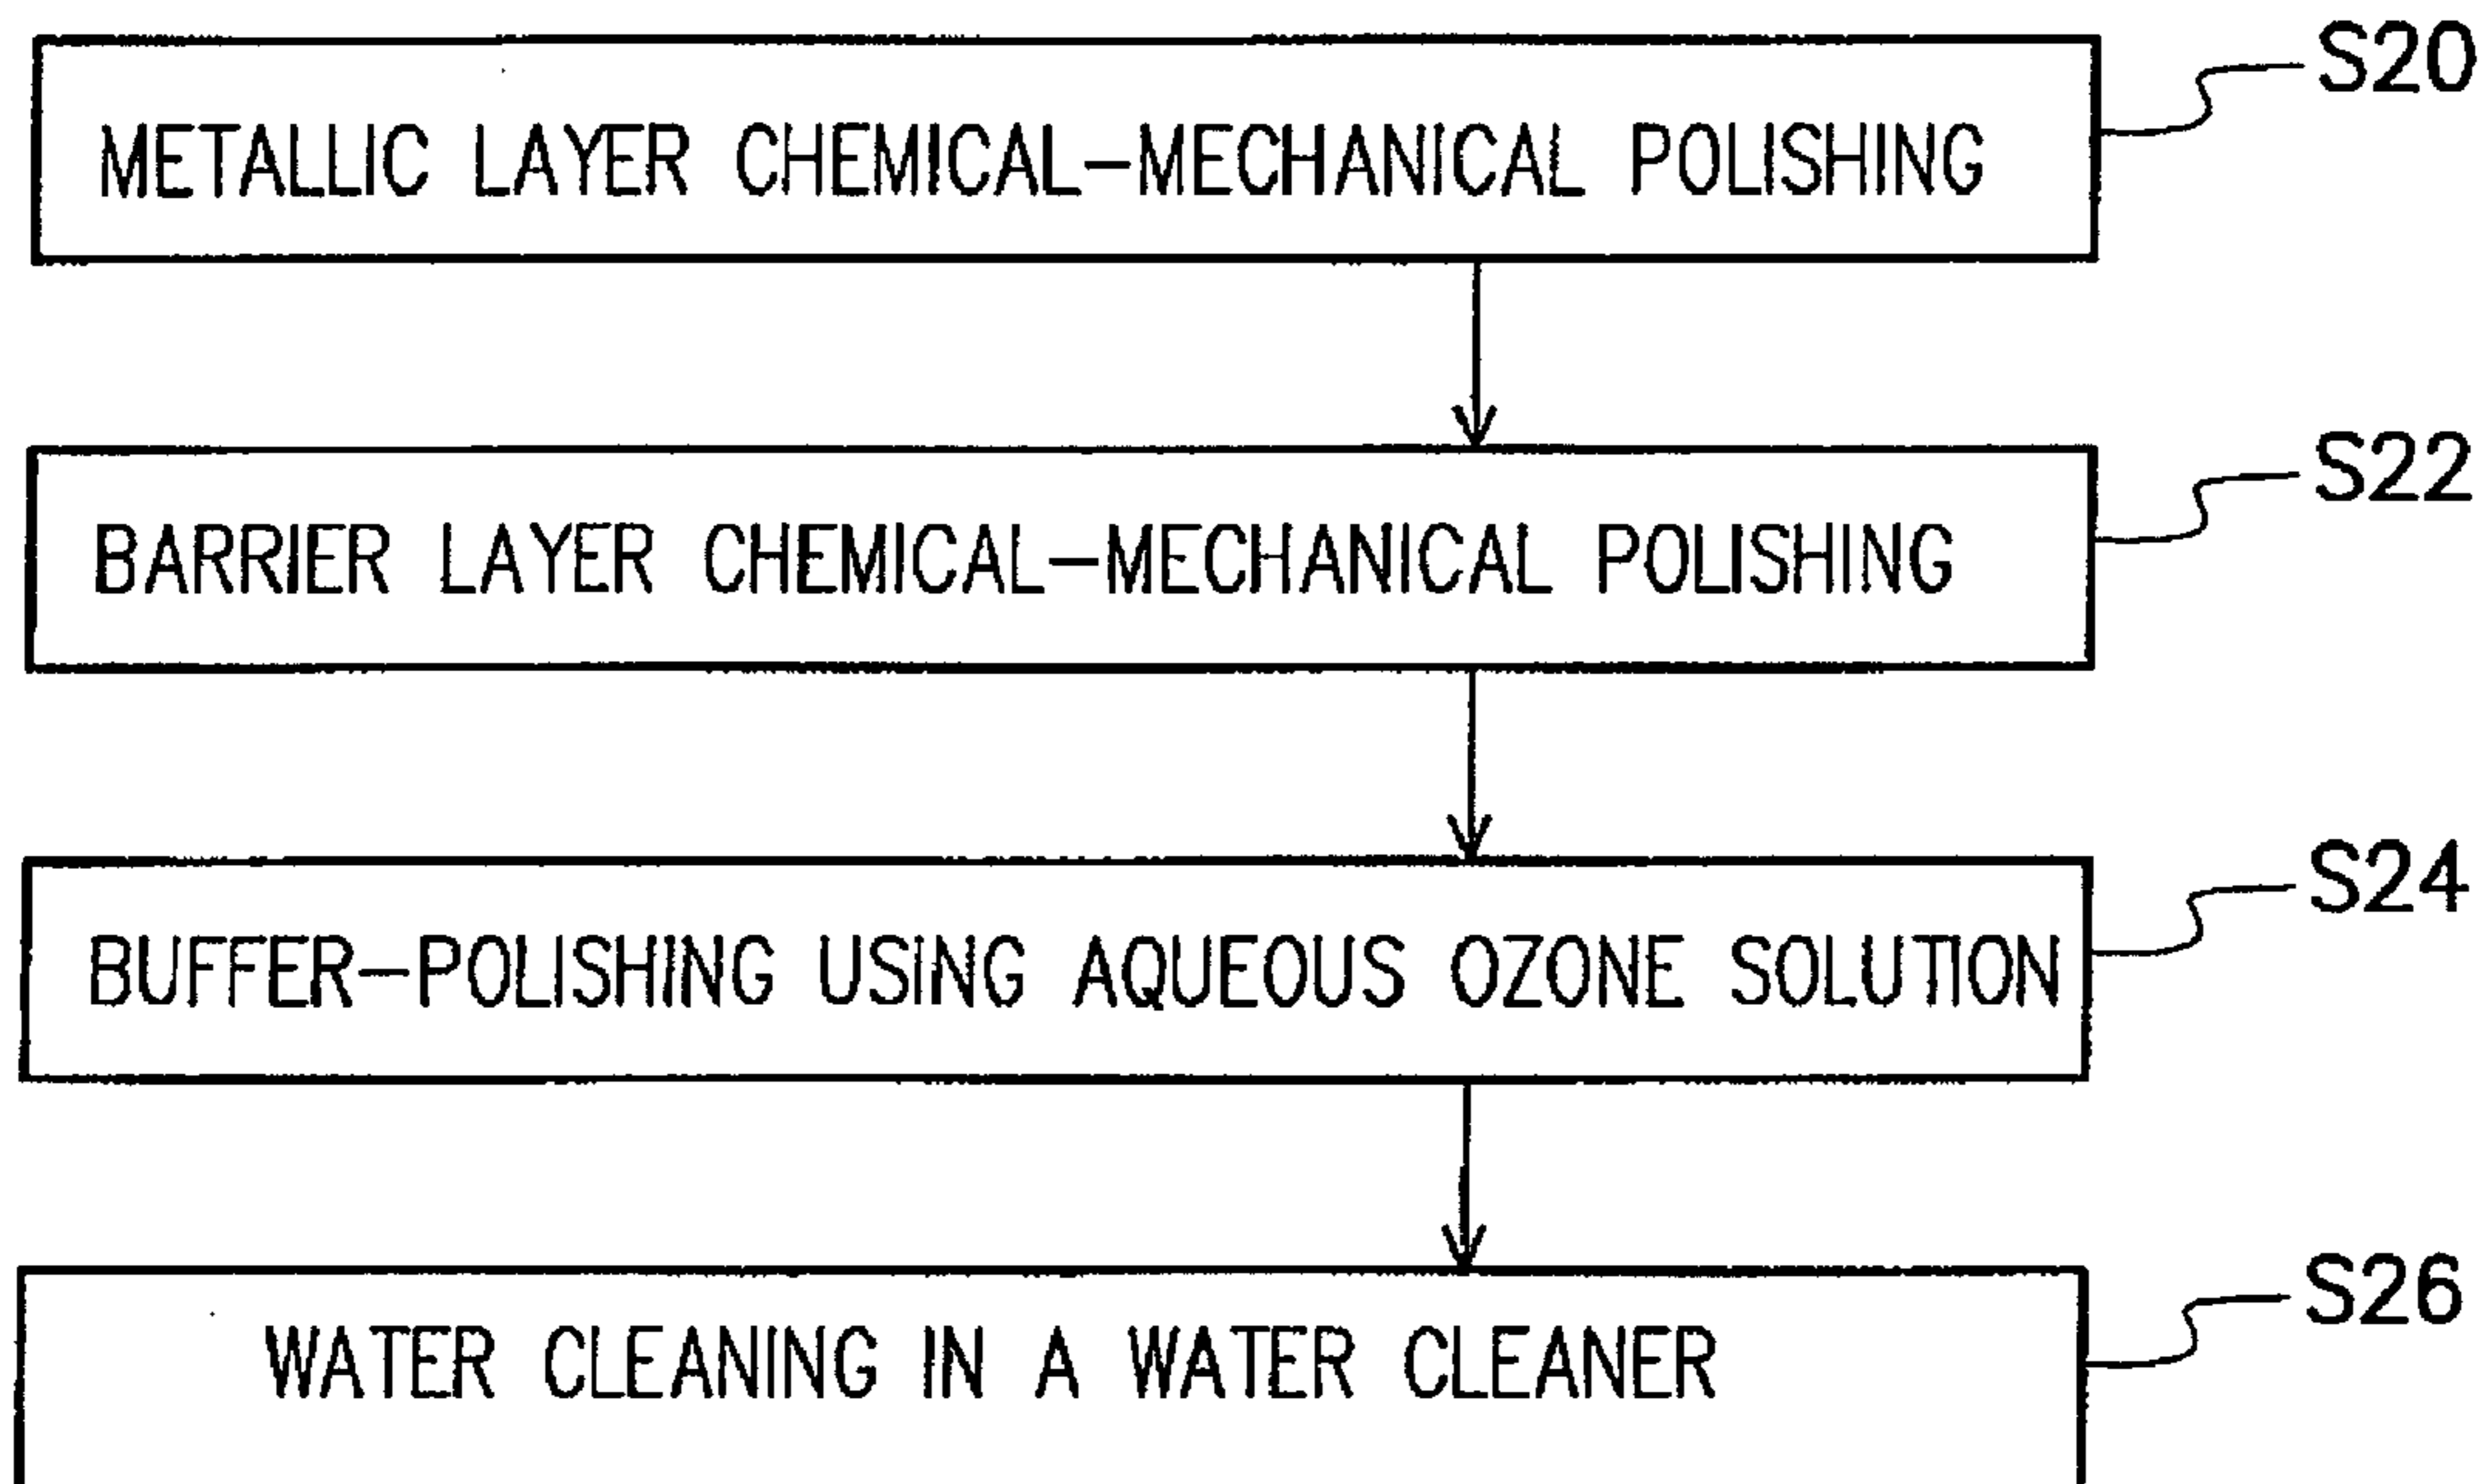 S20
METALLIC LAYER CHEMICAL-MECHANICAL POLISHING
S22
BARRIER LAYER CHEMICAL-MECHANICAL POLISHING
S24
BUFFER-POLISHING USING AQUEOUS OZONE SOLUTION
S26
WATER CLEANING IN A WATER CLEANER